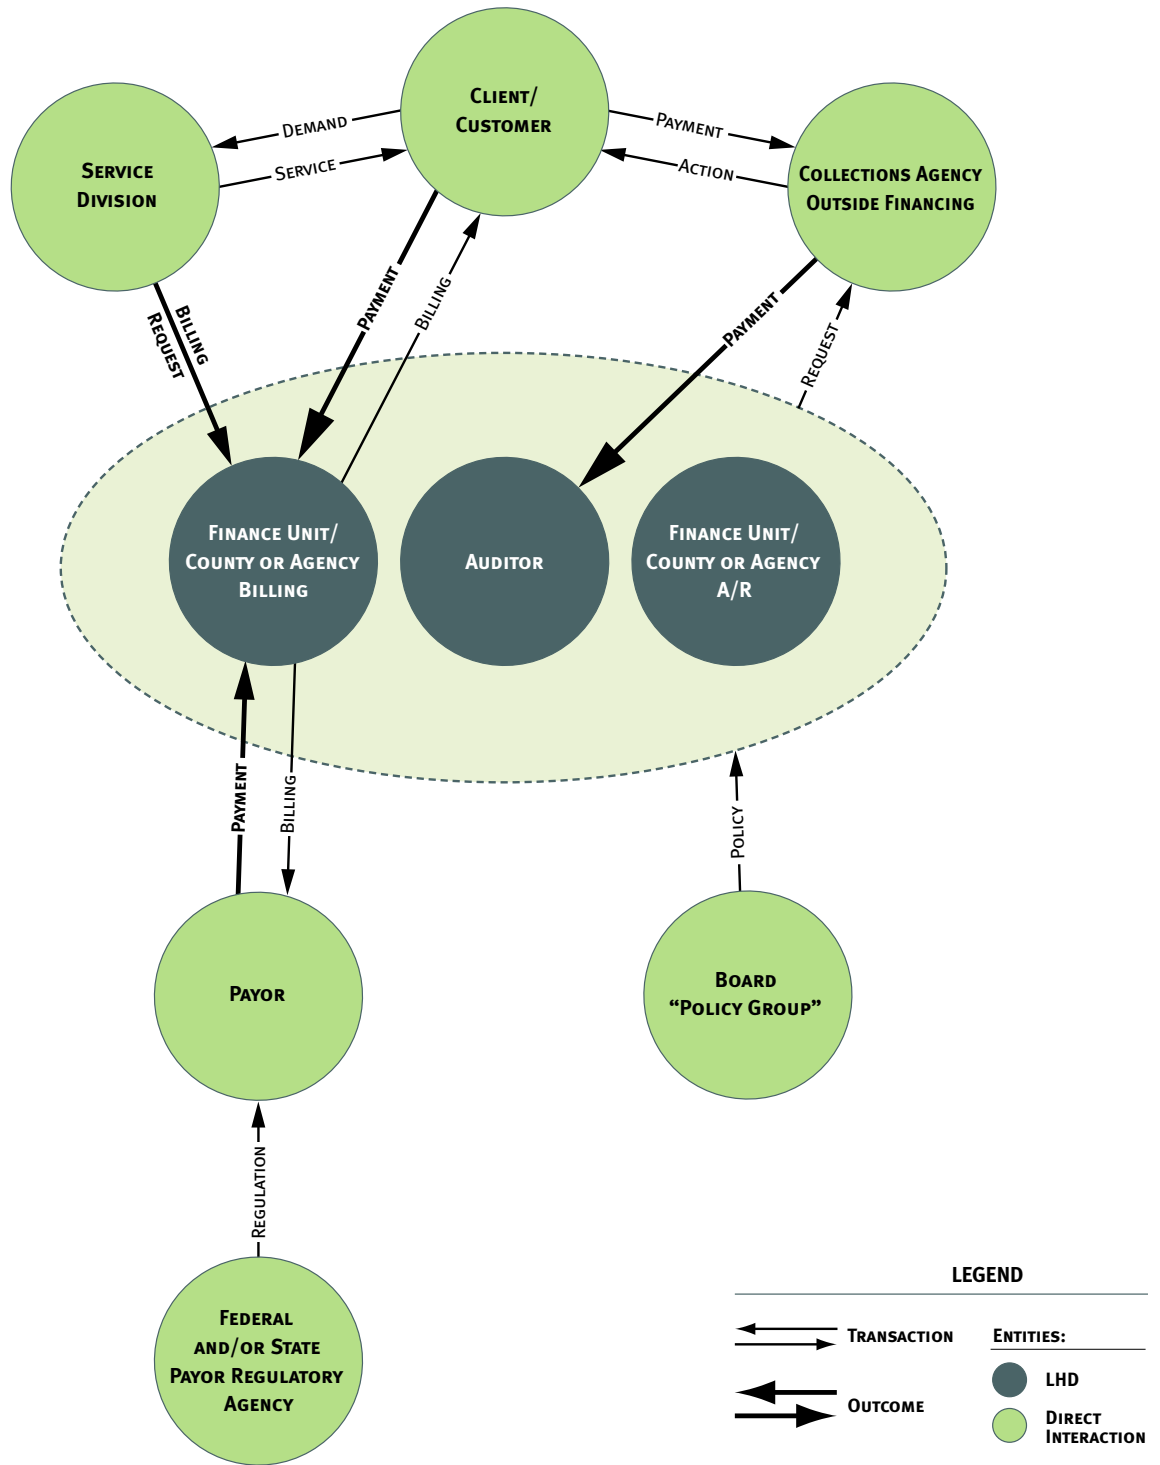 Client/
Customer
Service
Division
Collections Agency
Outside Financing
Demand
Service
Payment
Action
Billing
Request
Payment
Billing
Payment
Request
Finance Unit/
County or Agency
Billing
Auditor
Finance Unit/
County or Agency
A/R
Payment
Billing
Policy
Payor
Board
“Policy Group”
Regulation
Federal
and/or State
Payor Regulatory
Agency
LEGEND
Transaction
Outcome
Entities:
LHD
Direct
Interaction